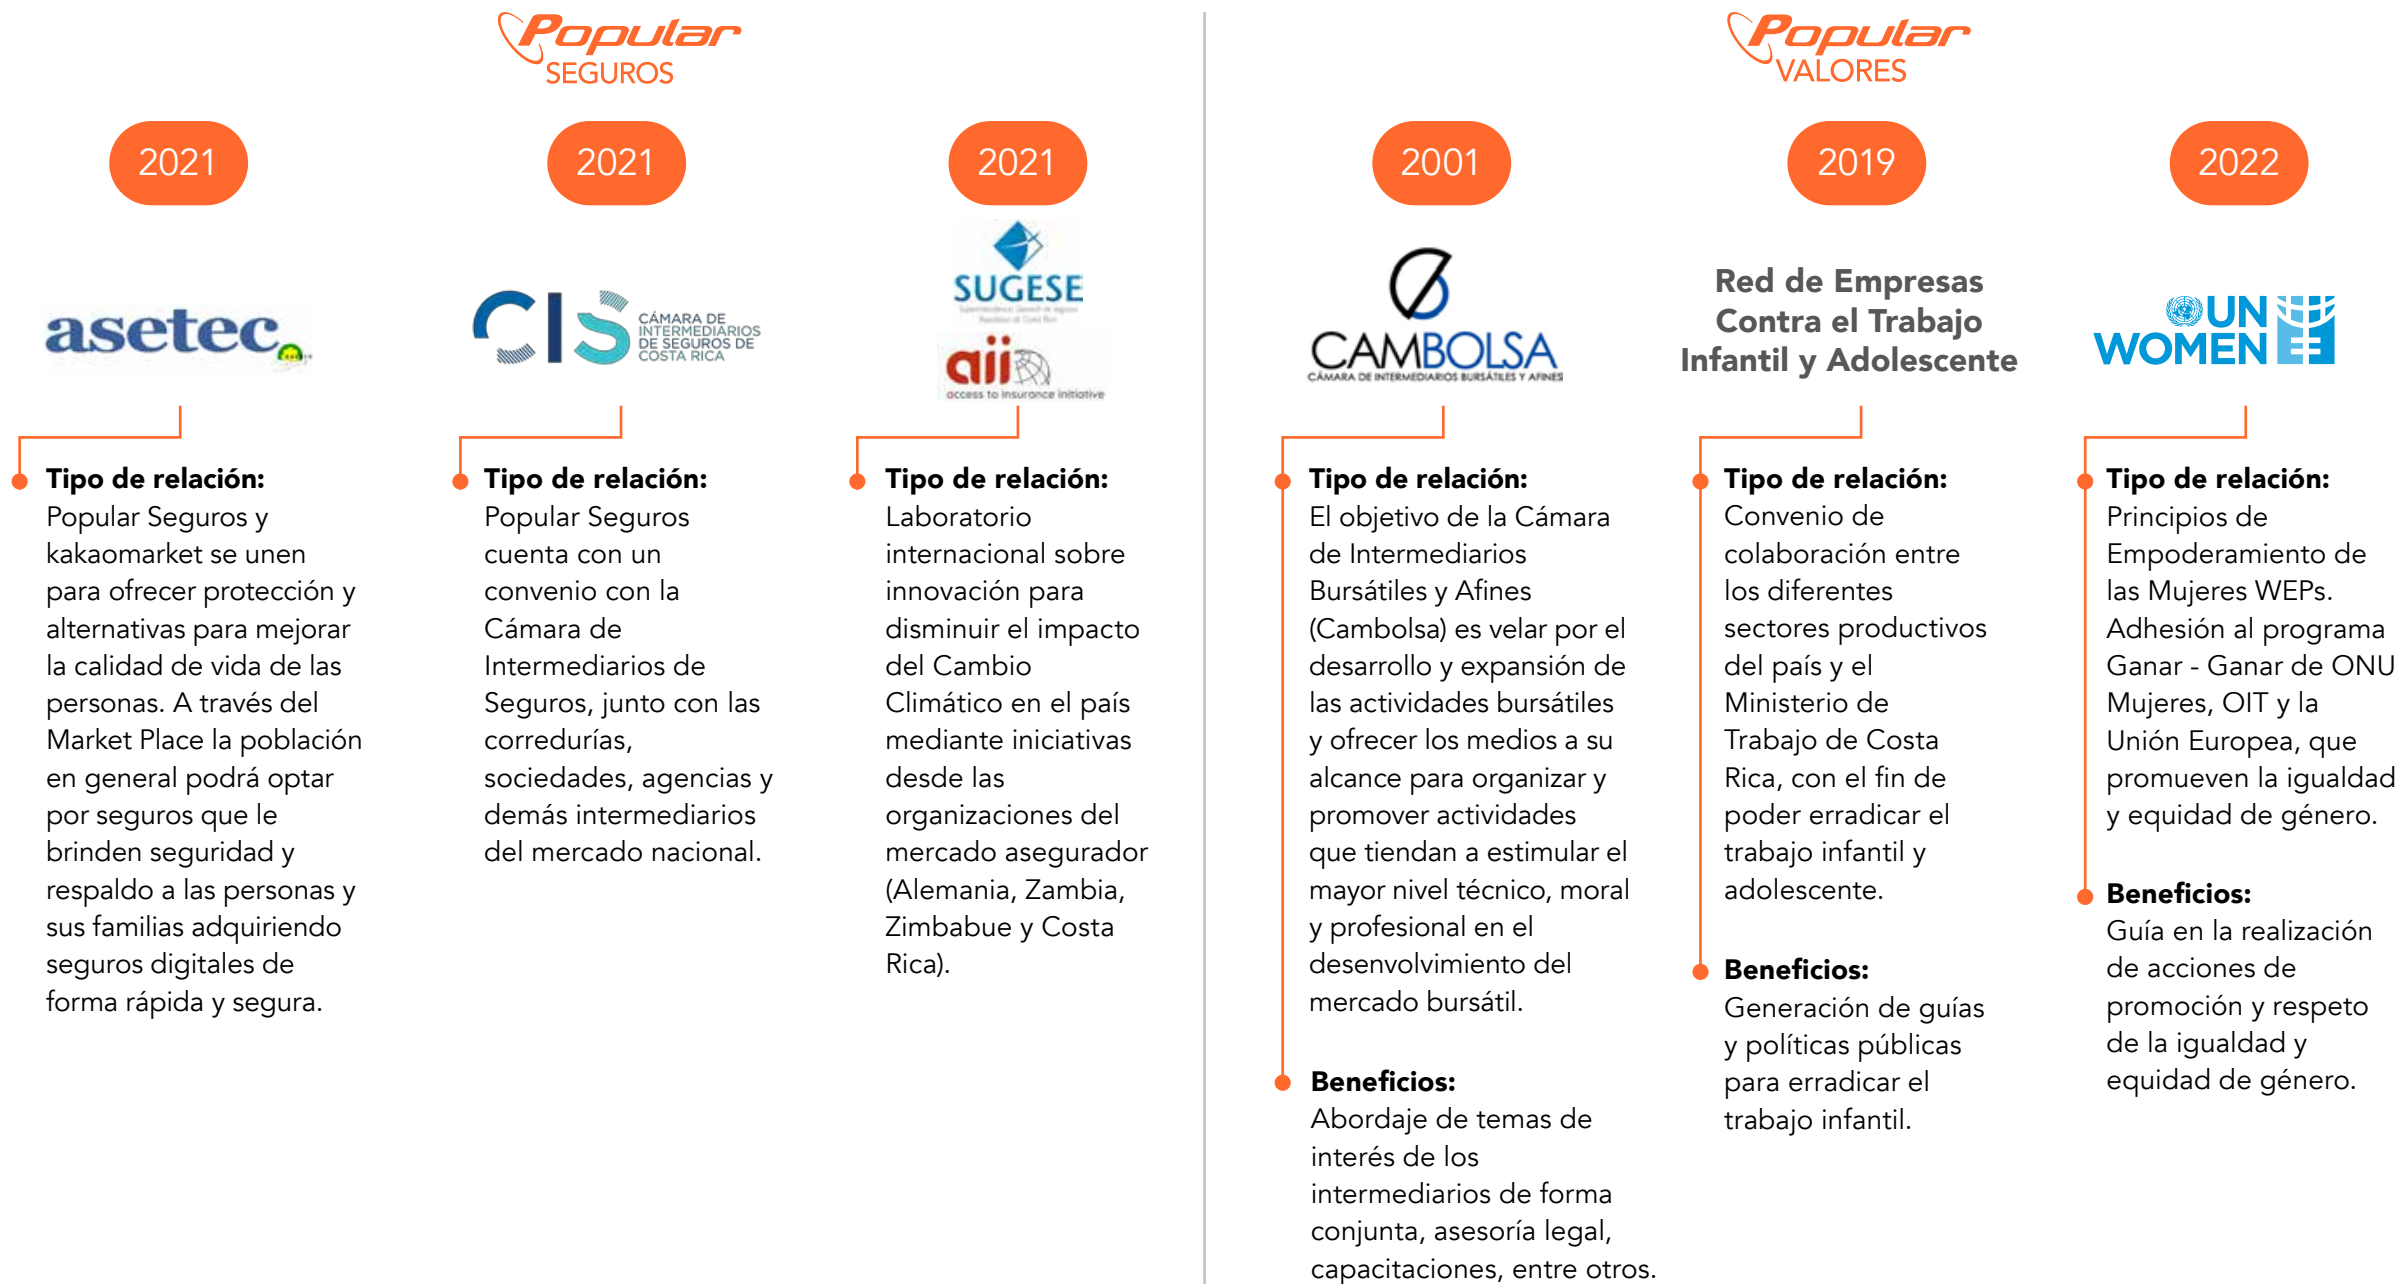 Popular
SEGUROS
2021
asetec
Tipo de relación:
Popular Seguros y
kakaomarket se unen
para ofrecer protección y
alternativas para mejorar
la calidad de vida de las
personas. A través del
Market Place la población
en general podrá optar
por seguros que le
brinden seguridad y
respaldo a las personas y
sus familias adquiriendo
seguros digitales de
forma rápida y segura.
2021
CIS
CÁMARA DE
INTERMEDIARIOS
DE SEGUROS DE
COSTA RICA
Tipo de relación:
Popular Seguros
cuenta con un
convenio con la
Cámara de
Intermediarios de
Seguros, junto con las
corredurías,
sociedades, agencias y
demás intermediarios
del mercado nacional.
2021
SUGESE
Superintendencia General de Seguros
República de Costa Rica
aii
access to insurance initiative
Tipo de relación:
Laboratorio
internacional sobre
innovación para
disminuir el impacto
del Cambio
Climático en el país
mediante iniciativas
desde las
organizaciones del
mercado asegurador
(Alemania, Zambia,
Zimbabue y Costa
Rica).
Popular
VALORES
2001
CAMBOLSA
CÁMARA DE INTERMEDIARIOS BURSÁTILES Y AFINES
Tipo de relación:
El objetivo de la Cámara
de Intermediarios
Bursátiles y Afines
(Cambolsa) es velar por el
desarrollo y expansión de
las actividades bursátiles
y ofrecer los medios a su
alcance para organizar y
promover actividades
que tiendan a estimular el
mayor nivel técnico, moral
y profesional en el
desenvolvimiento del
mercado bursátil.
Beneficios:
Abordaje de temas de
interés de los
intermediarios de forma
conjunta, asesoría legal,
capacitaciones, entre otros.
2019
Red de Empresas
Contra el Trabajo
Infantil y Adolescente
Tipo de relación:
Convenio de
colaboración entre
los diferentes
sectores productivos
del país y el
Ministerio de
Trabajo de Costa
Rica, con el fin de
poder erradicar el
trabajo infantil y
adolescente.
Beneficios:
Generación de guías
y políticas públicas
para erradicar el
trabajo infantil.
2022
UN
WOMEN
Tipo de relación:
Principios de
Empoderamiento de
las Mujeres WEPs.
Adhesión al programa
Ganar - Ganar de ONU
Mujeres, OIT y la
Unión Europea, que
promueven la igualdad
y equidad de género.
Beneficios:
Guía en la realización
de acciones de
promoción y respeto
de la igualdad y
equidad de género.